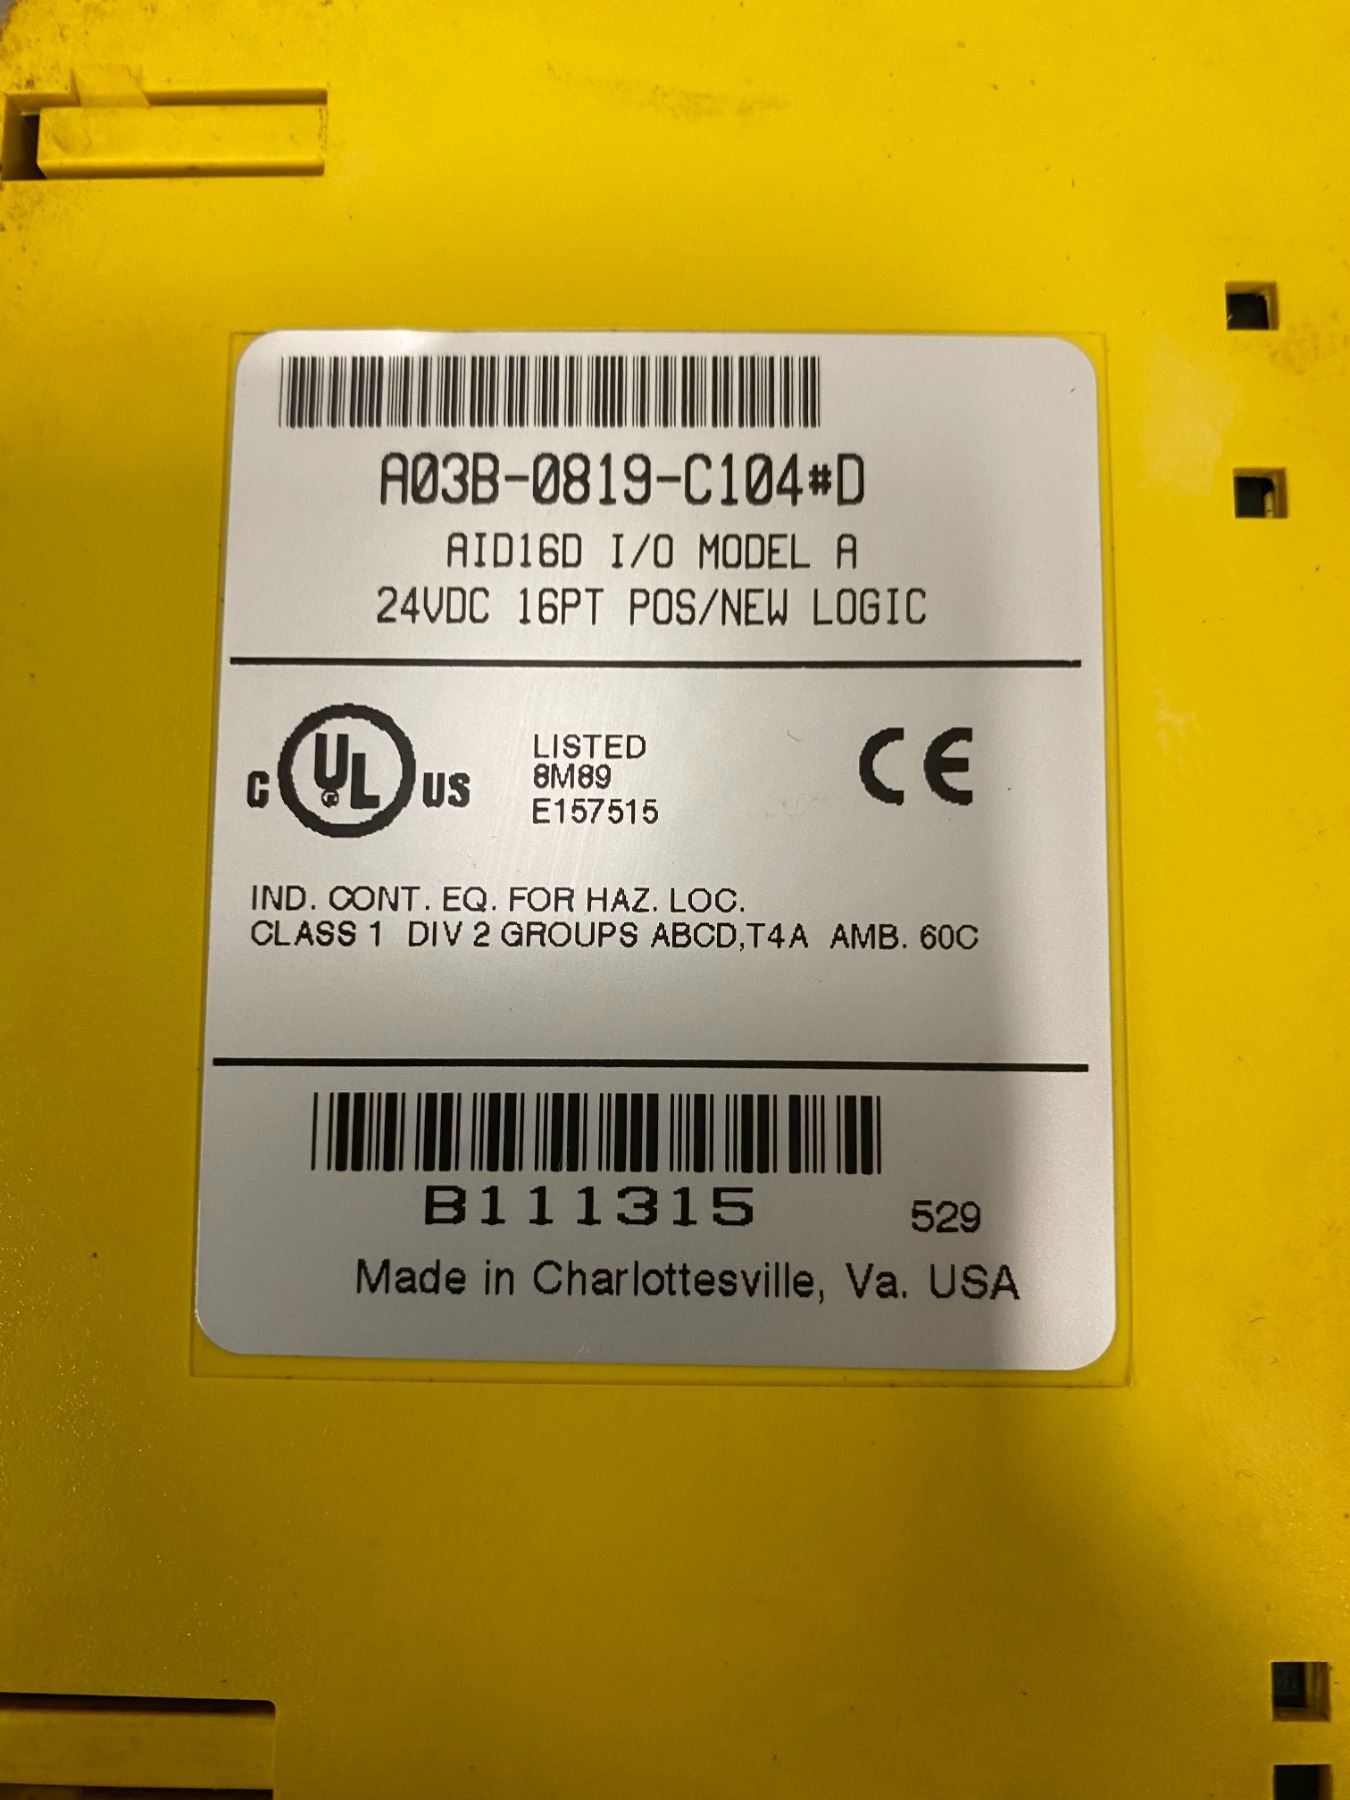 A03B-0819-C104#D
AID16D I/O MODEL A
24VDC 16PT POS/NEW LOGIC
C UL® US
LISTED
8M89
E157515
CE
IND. CONT. EQ. FOR HAZ. LOC.
CLASS 1 DIV 2 GROUPS ABCD,T4A AMB. 60C
B111315 529
Made in Charlottesville, Va. USA